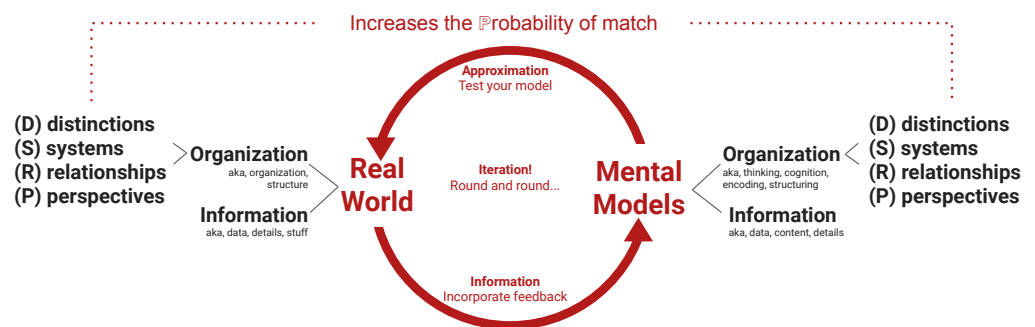 Increases the ℙrobability of match
Approximation
Test your model
(D) distinctions
(S) systems
(R) relationships
(P) perspectives
Organization
aka, organization,
structure
Information
aka, data, details, stuff
Real
World
Iteration!
Round and round...
Mental
Models
Organization
aka, thinking, cognition,
encoding, structuring
Information
aka, data, content, details
(D) distinctions
(S) systems
(R) relationships
(P) perspectives
Information
Incorporate feedback